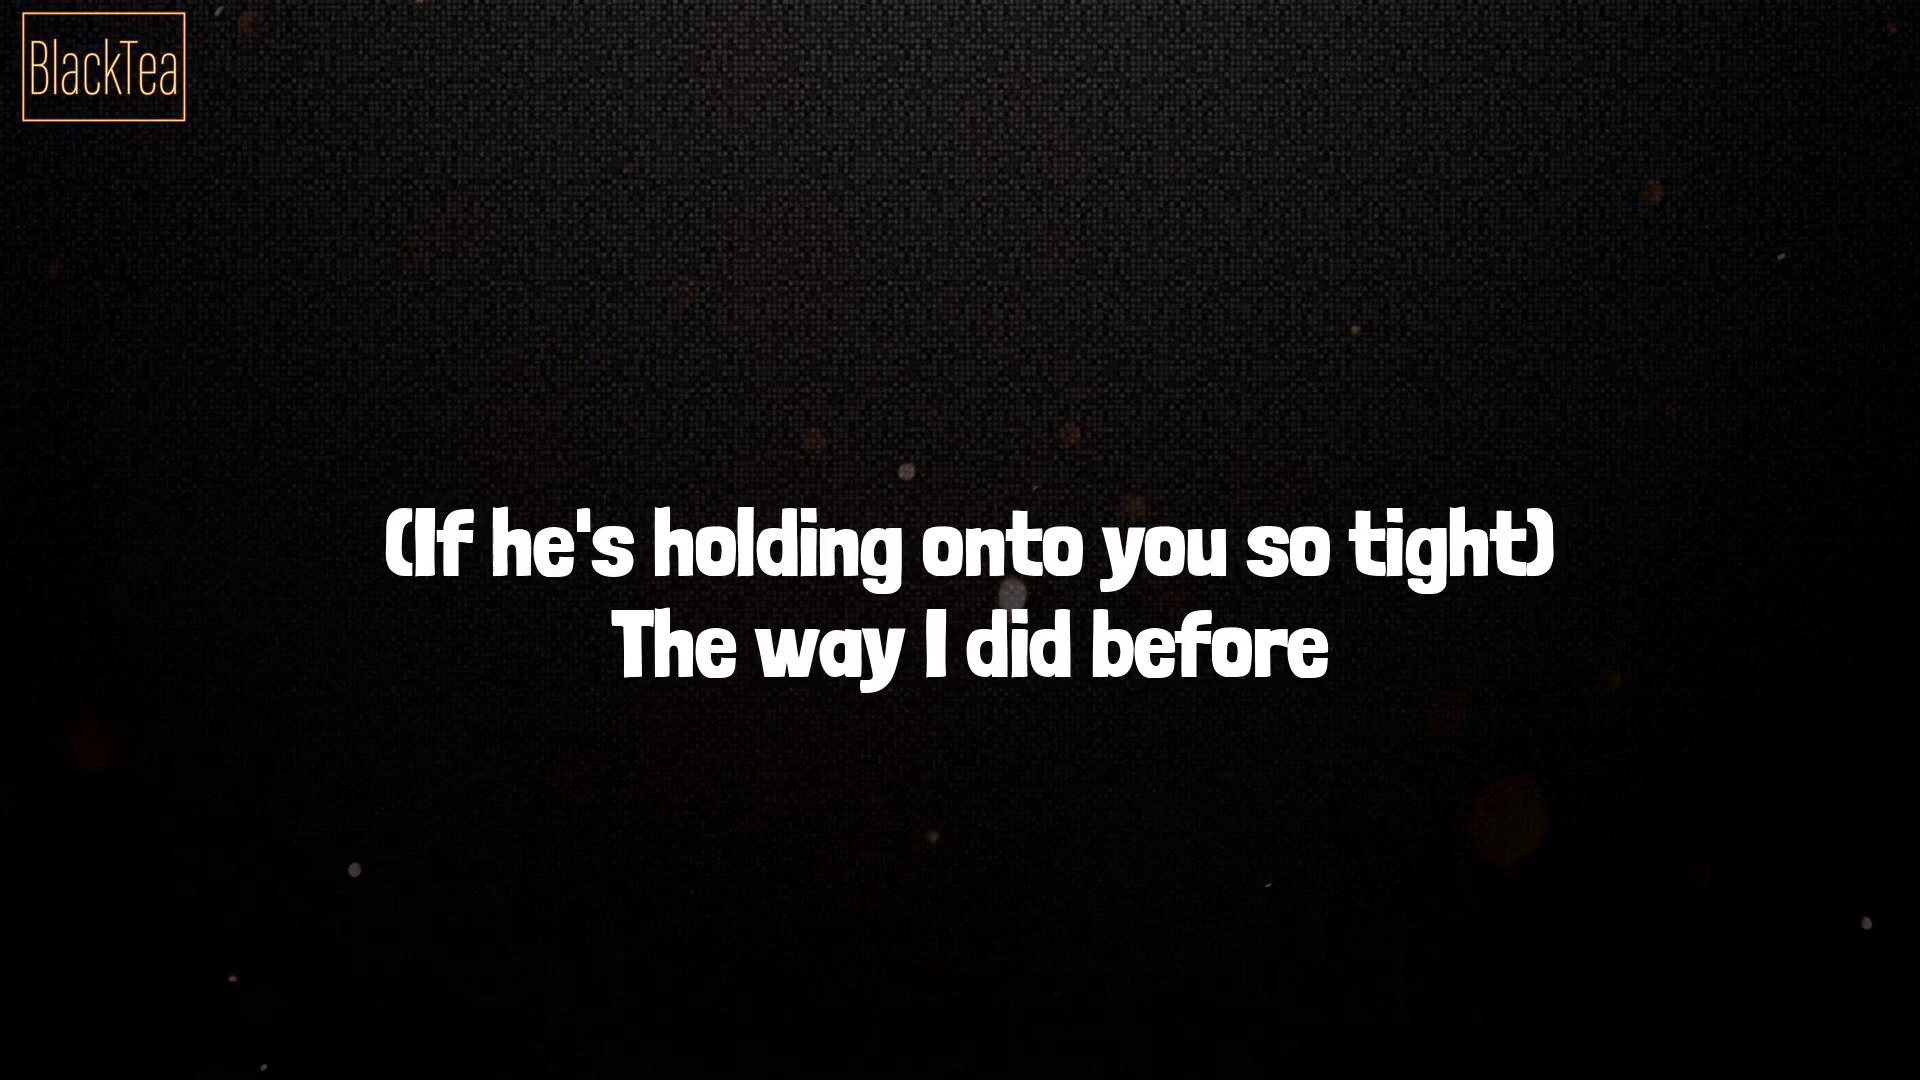 BlackTea
(If he's holding onto you so tight)
The way I did before